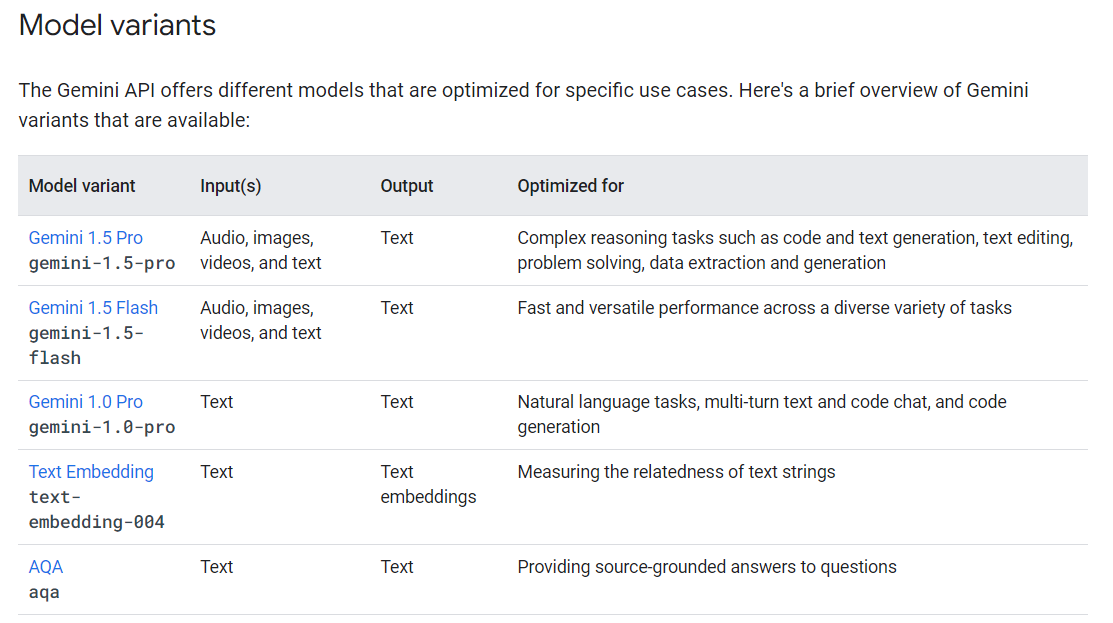 Model variants
The Gemini API offers different models that are optimized for specific use cases. Here's a brief overview of Gemini
variants that are available:
Model variant Input(s) Output Optimized for
Gemini 1.5 Pro Audio, images, Text Complex reasoning tasks such as code and text generation, text editing,
gemini-1.5-pro videos, and text problem solving, data extraction and generation
Gemini 1.5 Flash Audio, images, Text Fast and versatile performance across a diverse variety of tasks
gemini-1.5- videos, and text
flash
Gemini 1.0 Pro Text Text Natural language tasks, multi-turn text and code chat, and code
gemini-1.0-pro generation
Text Embedding Text Text Measuring the relatedness of text strings
text- embeddings
embedding-004
AQA Text Text Providing source-grounded answers to questions
aqa